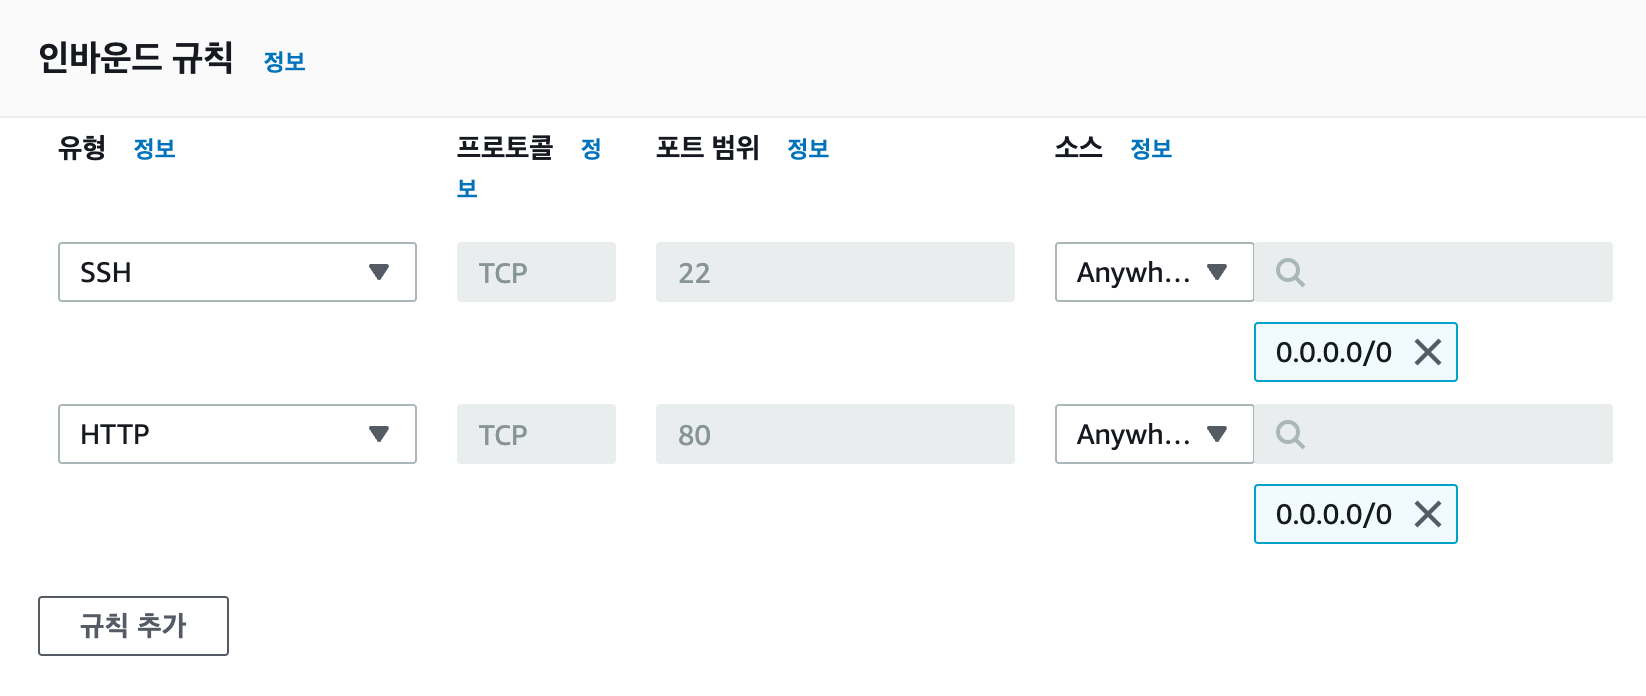 인바운드 규칙 정보
유형 정보 프로토콜 정 포트 범위 정보 소스 정보
보
SSH TCP 22 Anywh...
0.0.0.0/0
HTTP TCP 80 Anywh...
0.0.0.0/0
규칙 추가